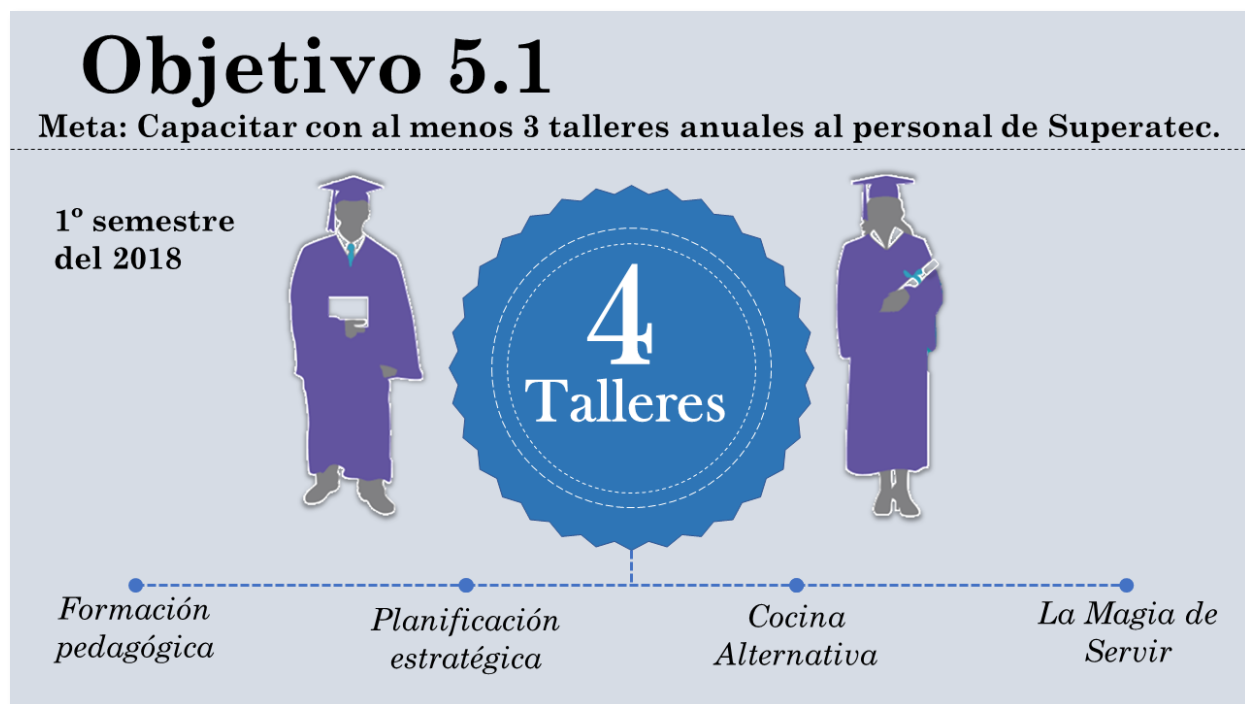 Objetivo 5.1
Meta: Capacitar con al menos 3 talleres anuales al personal de Superatec.
1º semestre
del 2018
4
Talleres
Formación
pedagógica
Planificación
estratégica
Cocina
Alternativa
La Magia de
Servir